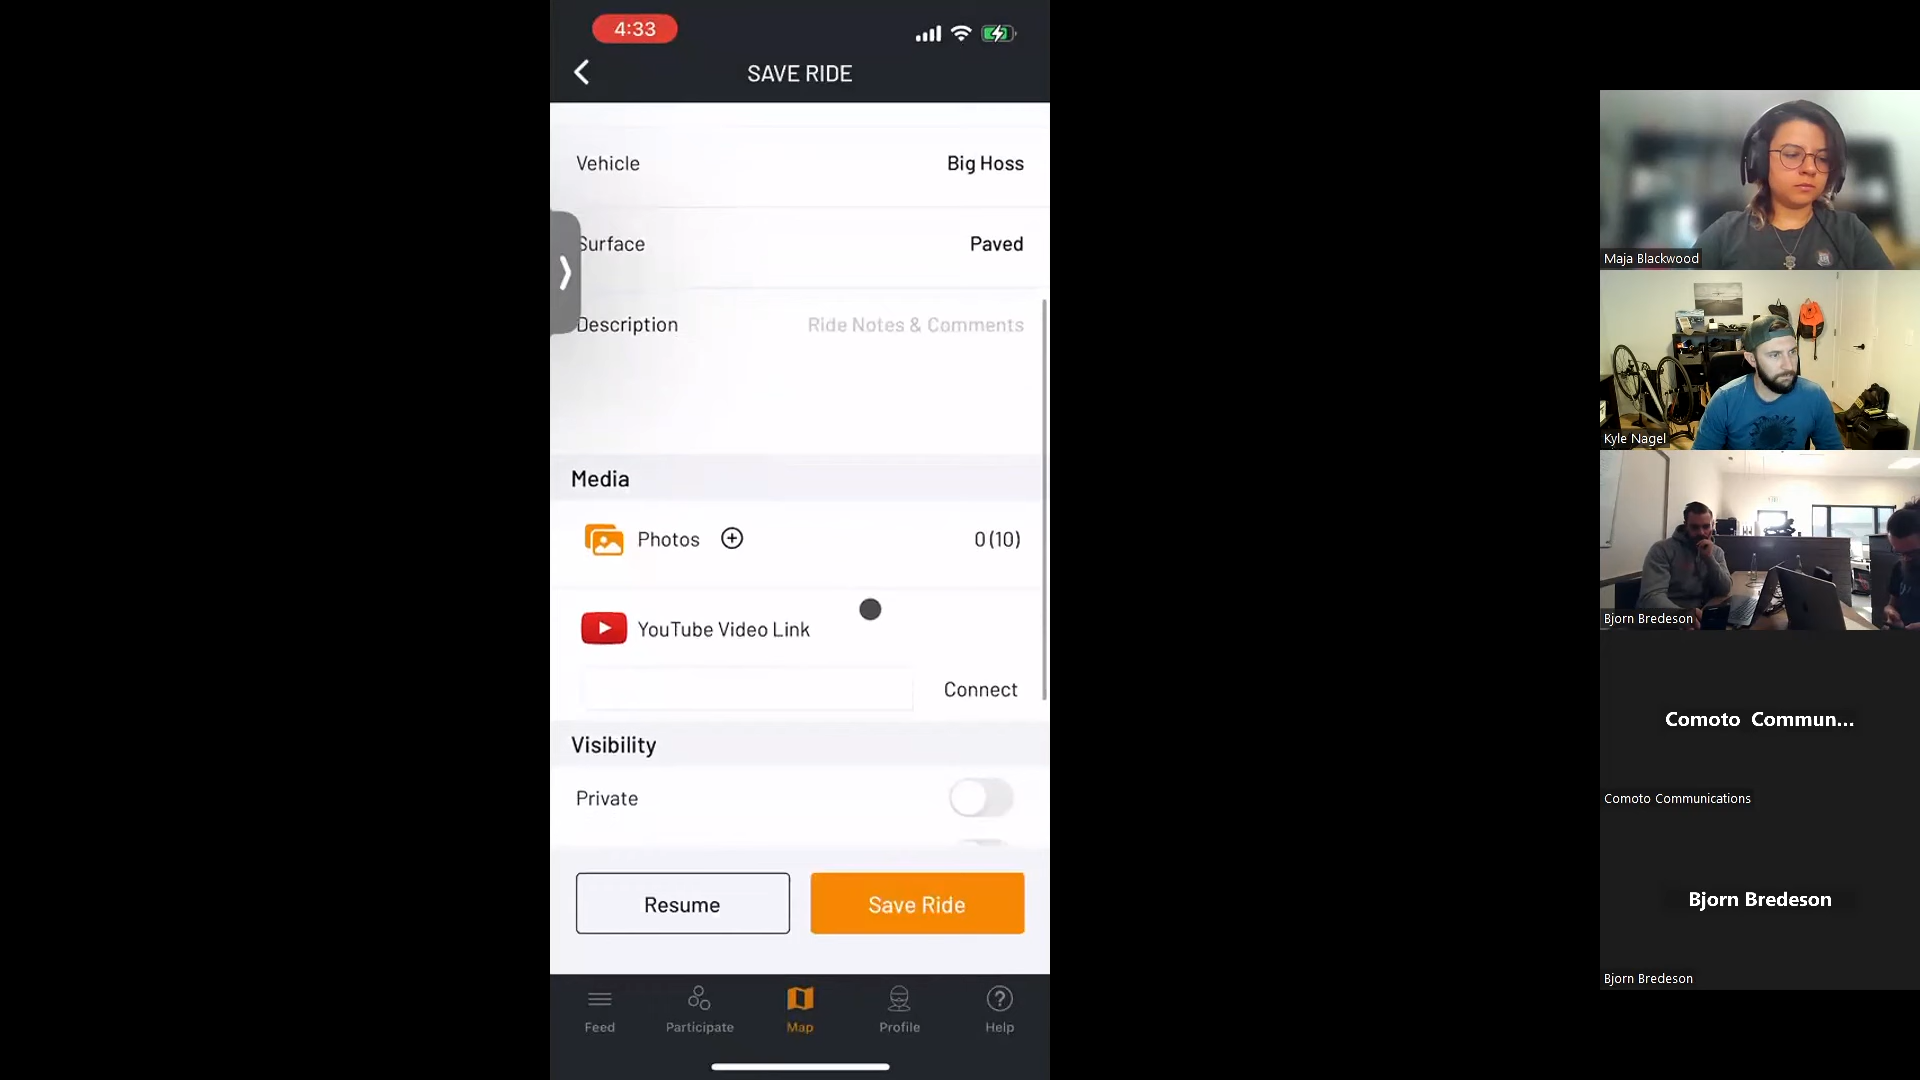 4:33
SAVE RIDE
Vehicle
Big Hoss
Surface
Paved
Description
Ride Notes & Comments
Media
Photos
0 (10)
YouTube Video Link
Connect
Visibility
Private
Resume
Save Ride
Feed
Participate
Map
Profile
Help
Maja Blackwood
Kyle Nagel
Bjorn Bredeson
Comoto Commun...
Comoto Communications
Bjorn Bredeson
Bjorn Bredeson